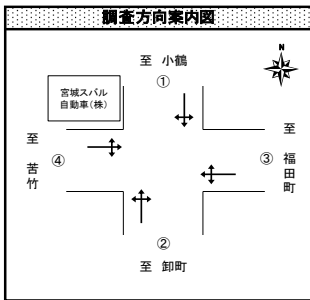 調査方向案内図
至 小鶴
①
N
宮城スバル
自動車(株)
至 苦竹
④
③
至 福田町
②
至 卸町